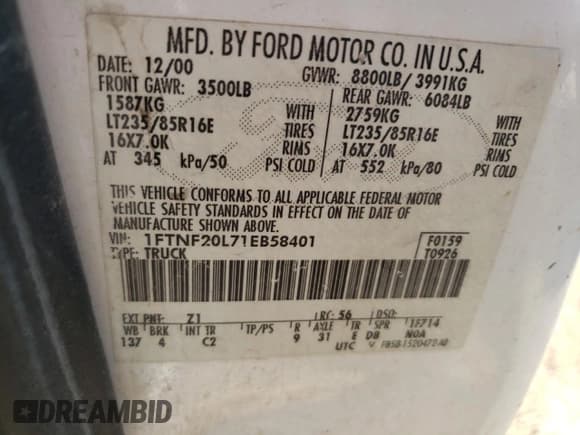 MFD. BY FORD MOTOR CO. IN U.S.A.
DATE: 12/00 GVWR: 8800LB / 3991KG
FRONT GAWR: 3500LB REAR GAWR: 6084LB
1587KG WITH 2759KG WITH
LT235/85R16E TIRES LT235/85R16E TIRES
16X7.0K RIMS 16X7.0K RIMS
AT 345 kPa/50 PSI COLD AT 552 kPa/80 PSI COLD
THIS VEHICLE CONFORMS TO ALL APPLICABLE FEDERAL MOTOR
VEHICLE SAFETY STANDARDS IN EFFECT ON THE DATE OF
MANUFACTURE SHOWN ABOVE.
VIN: 1FTNF20L71EB58401 F0159
TYPE: TRUCK T0926
EXT PNT: Z1 RC: 56 DSO:
WB BRK INT TR TP/PS R AXLE TR SPR 1F714
137 4 C2 9 31 E DB NOA
UTC
DREAMBID